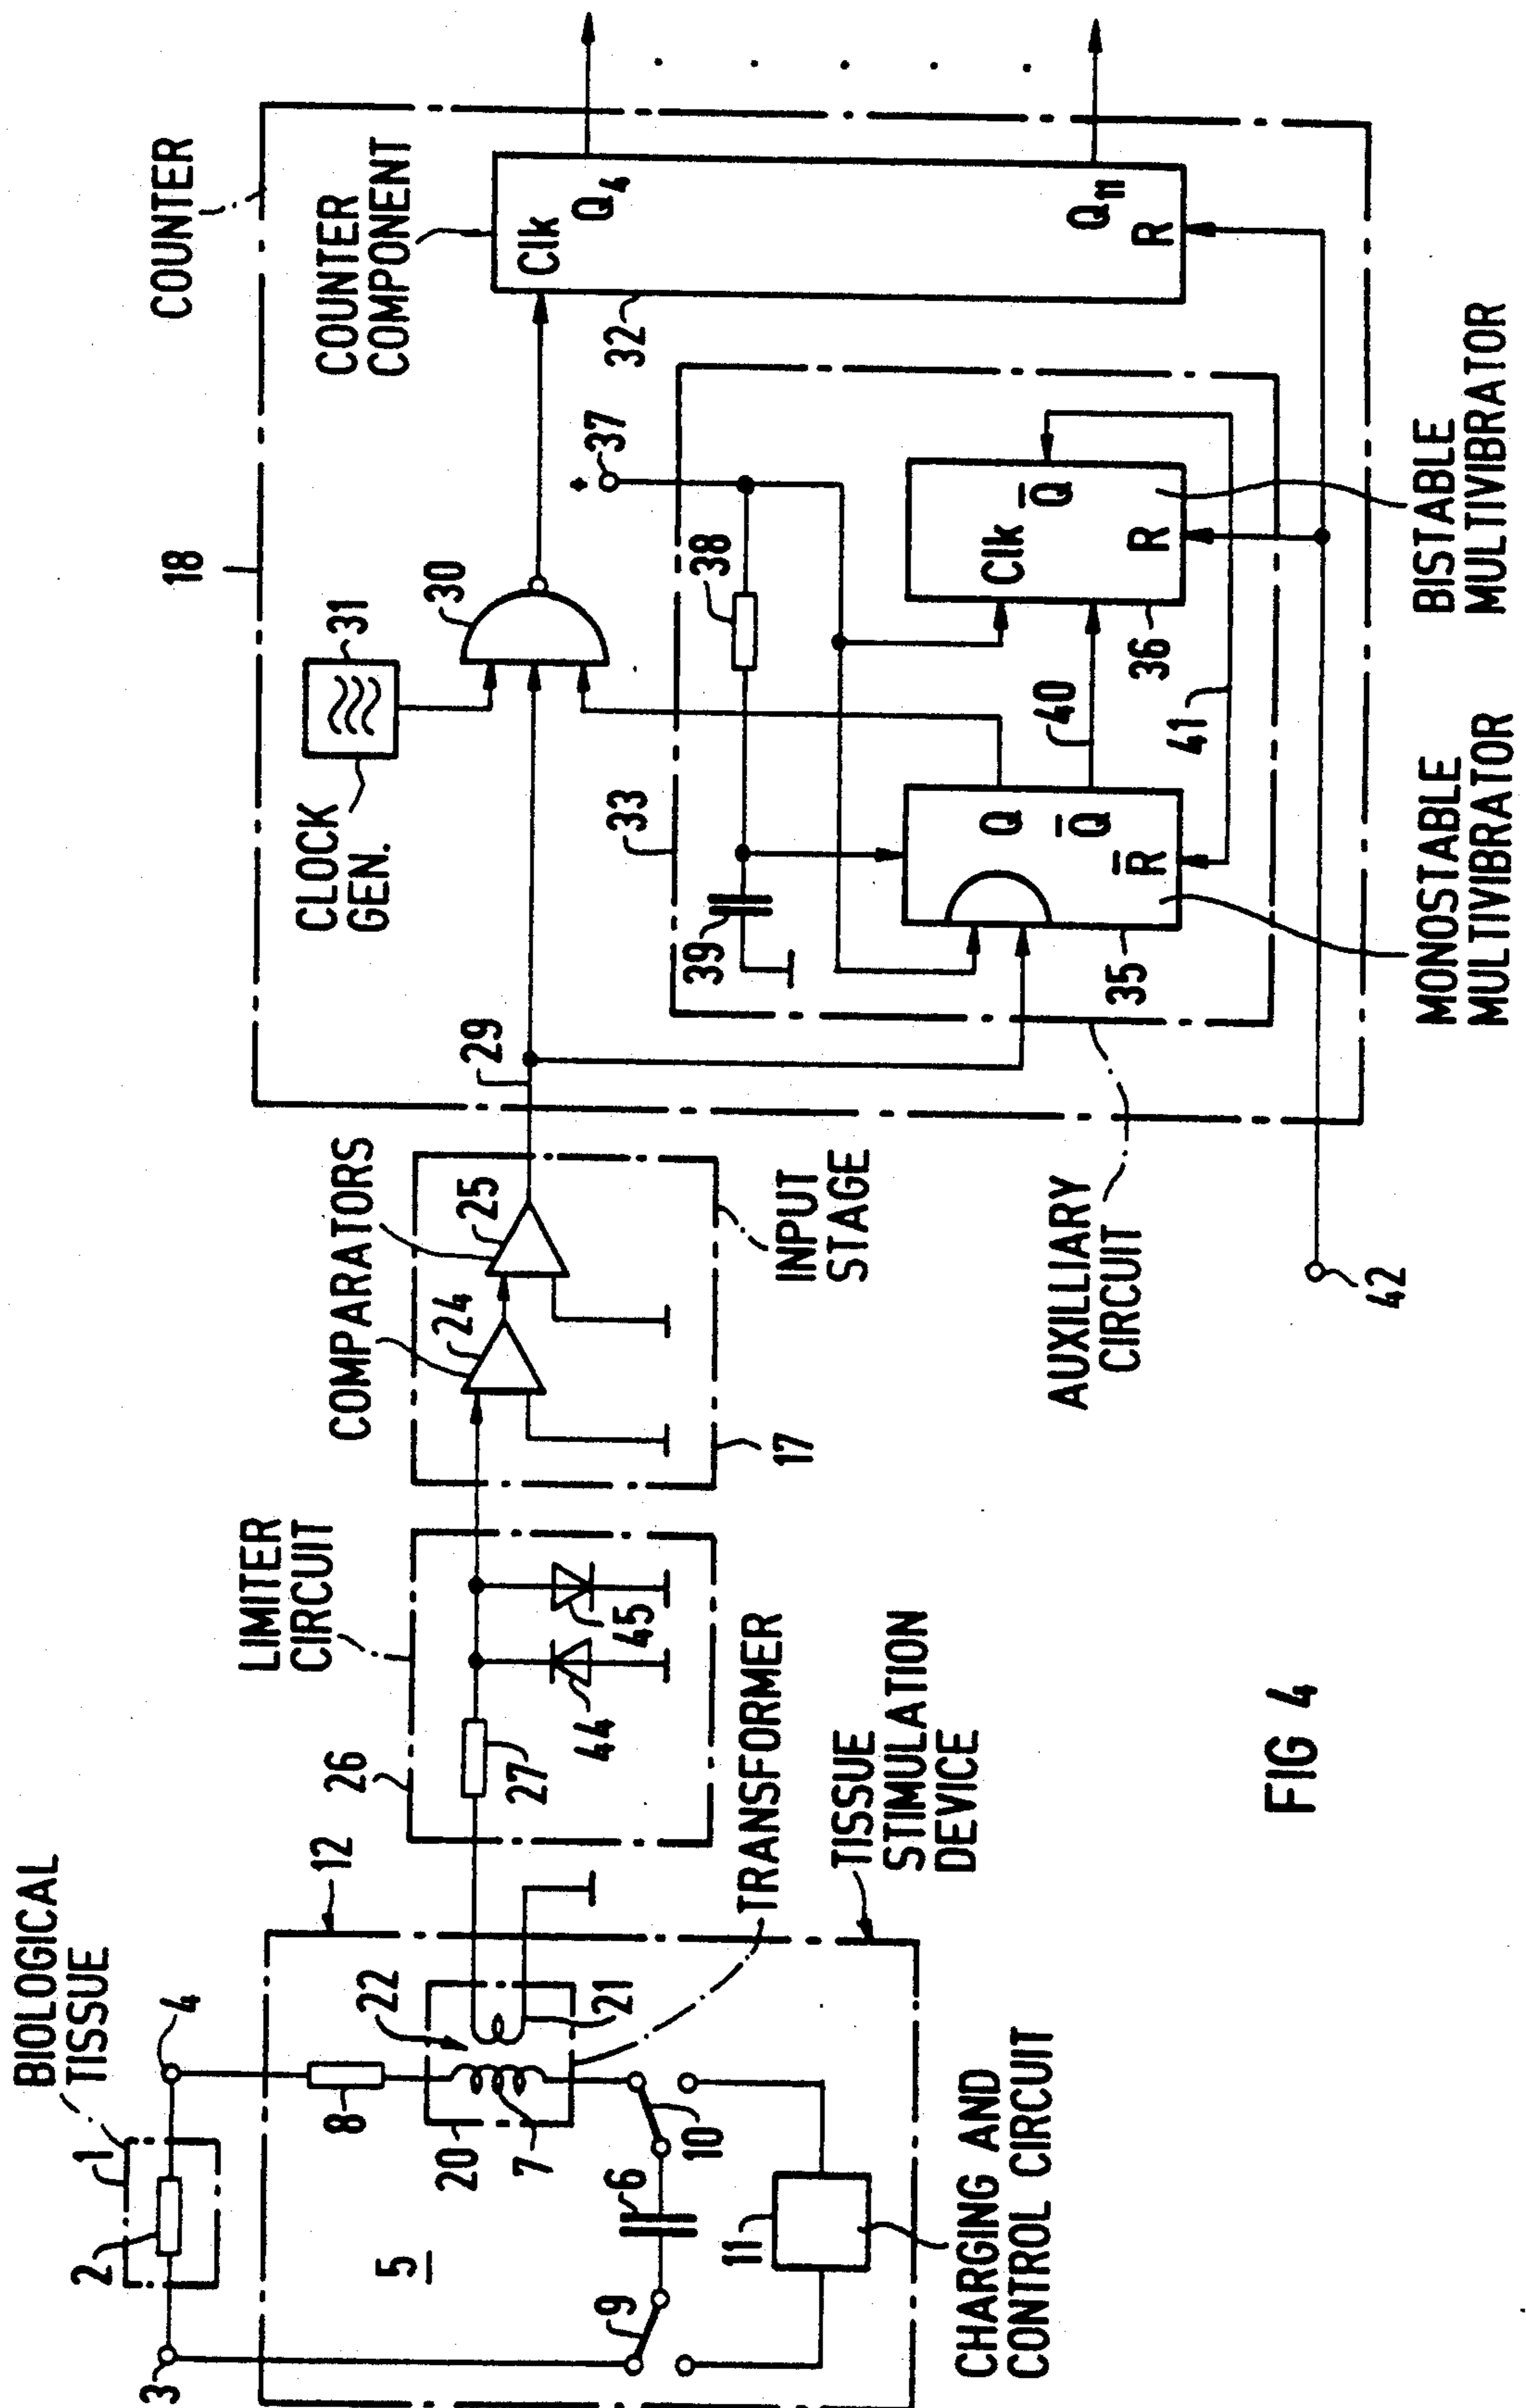 BIOLOGICAL
TISSUE
1
2
3
4
12
5
8
22
20
7
21
6
9
10
11
CHARGING AND
CONTROL CIRCUIT
TISSUE
STIMULATION
DEVICE
TRANSFORMER
LIMITER
CIRCUIT
26
27
44
45
COMPARATORS
24
25
17
INPUT
STAGE
29
COUNTER
18
CLOCK
GEN.
31
30
COUNTER
COMPONENT
Clk
Q4
Q11
R
32
+
37
33
38
39
Q
Q̅
R̅
35
40
Clk
Q̅
R
36
41
AUXILLIARY
CIRCUIT
MONOSTABLE
MULTIVIBRATOR
BISTABLE
MULTIVIBRATOR
42
FIG 4